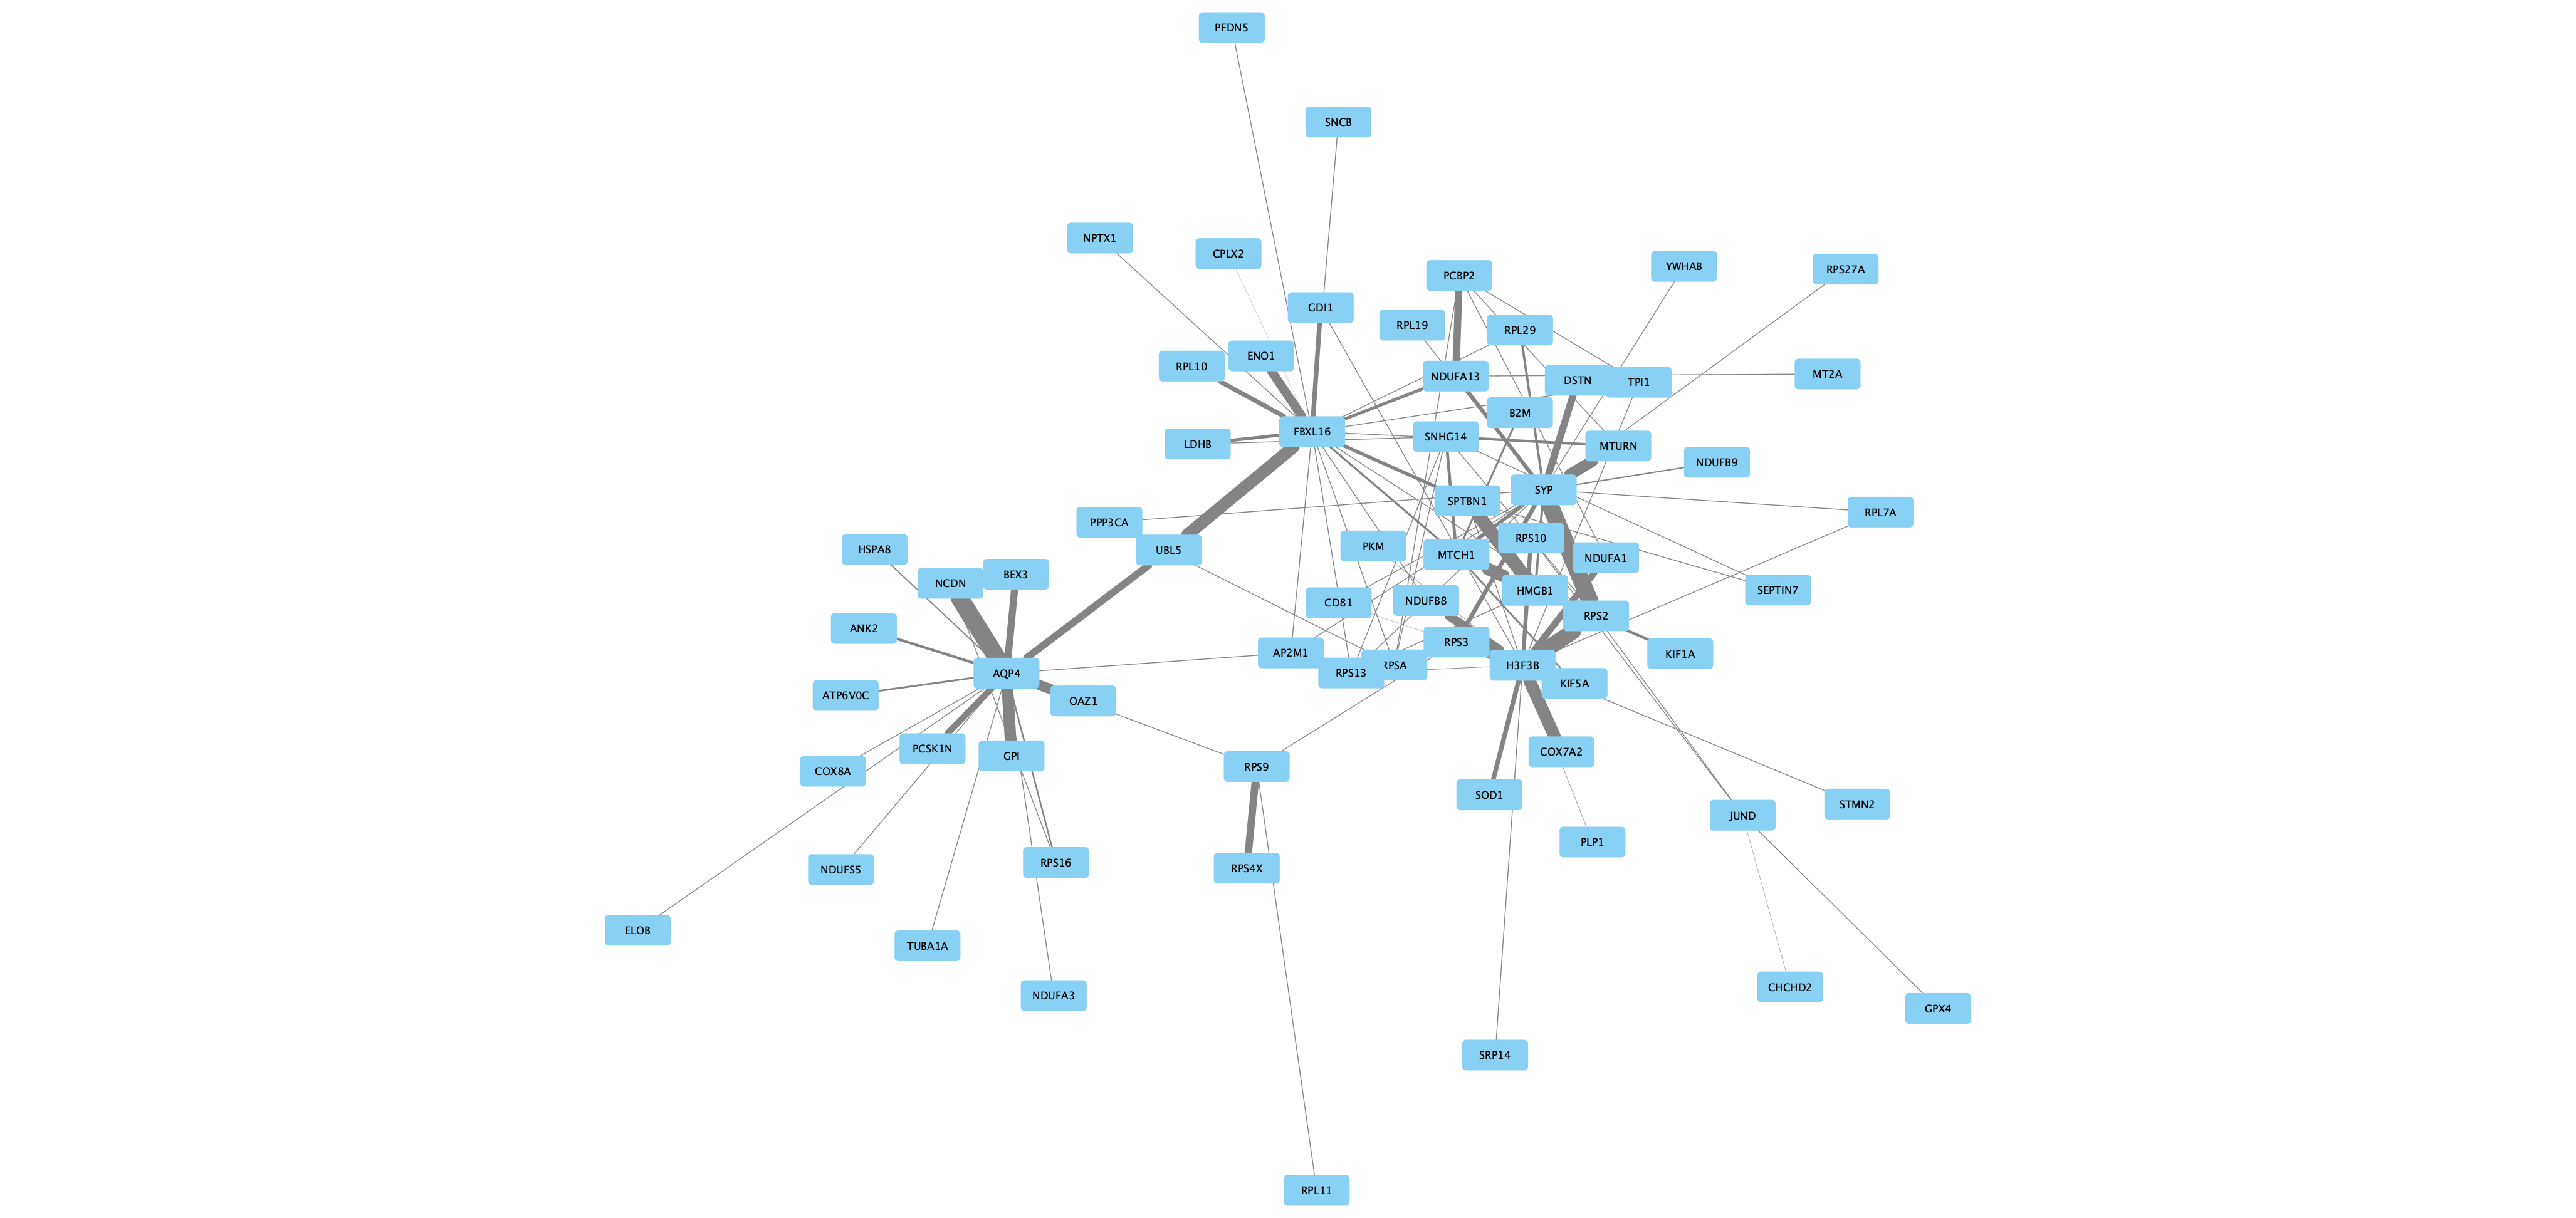 PFDN5
SNCB
NPTX1
CPLX2
YWHAB
RPS27A
PCBP2
GDI1
RPL19
RPL29
ENO1
RPL10
NDUFA13
DSTN
TPI1
MT2A
B2M
FBXL16
SNHG14
LDHB
MTURN
NDUFB9
SYP
SPTBN1
RPL7A
PPP3CA
RPS10
HSPA8
UBL5
PKM
MTCH1
NDUFA1
NCDN
BEX3
HMGB1
SEPTIN7
CD81
NDUFB8
RPS2
ANK2
RPS3
AP2M1
KIF1A
AQP4
RPS13
RPSA
H3F3B
KIF5A
ATP6V0C
OAZ1
PCSK1N
GPI
COX7A2
COX8A
RPS9
SOD1
STMN2
JUND
PLP1
RPS16
NDUFS5
RPS4X
ELOB
TUBA1A
CHCHD2
NDUFA3
GPX4
SRP14
RPL11